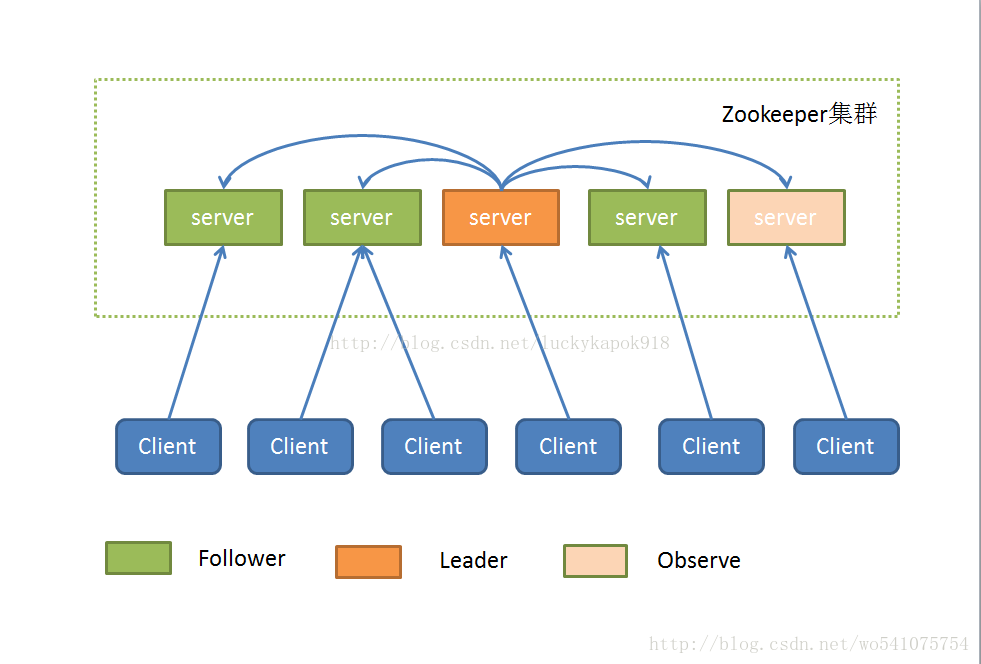 Zookeeper集群
server server server server server
http://blog.csdn.net/luckykapok918
Client Client Client Client Client Client
Follower Leader Observe
http://blog.csdn.net/wo541075754